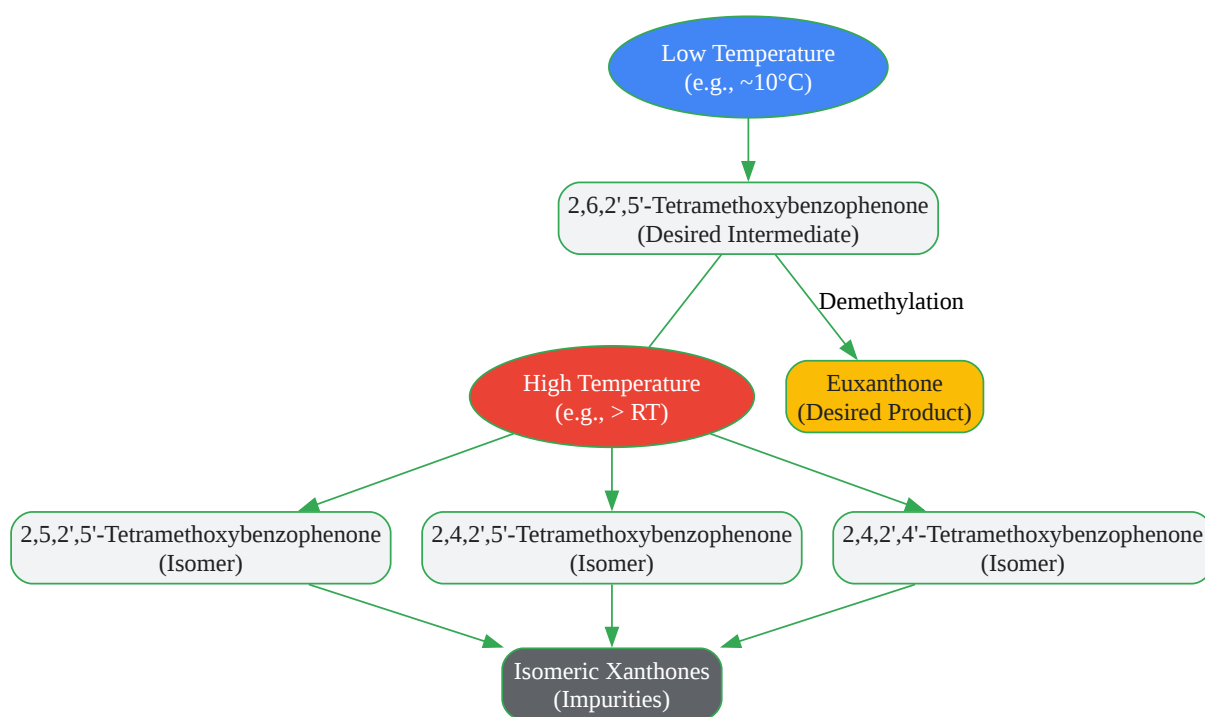 Low Temperature
(e.g., ~10°C)
2,6,2',5'-Tetramethoxybenzophenone
(Desired Intermediate)
Demethylation
High Temperature
(e.g., > RT)
Euxanthone
(Desired Product)
2,5,2',5'-Tetramethoxybenzophenone
(Isomer)
2,4,2',5'-Tetramethoxybenzophenone
(Isomer)
2,4,2',4'-Tetramethoxybenzophenone
(Isomer)
Isomeric Xanthones
(Impurities)